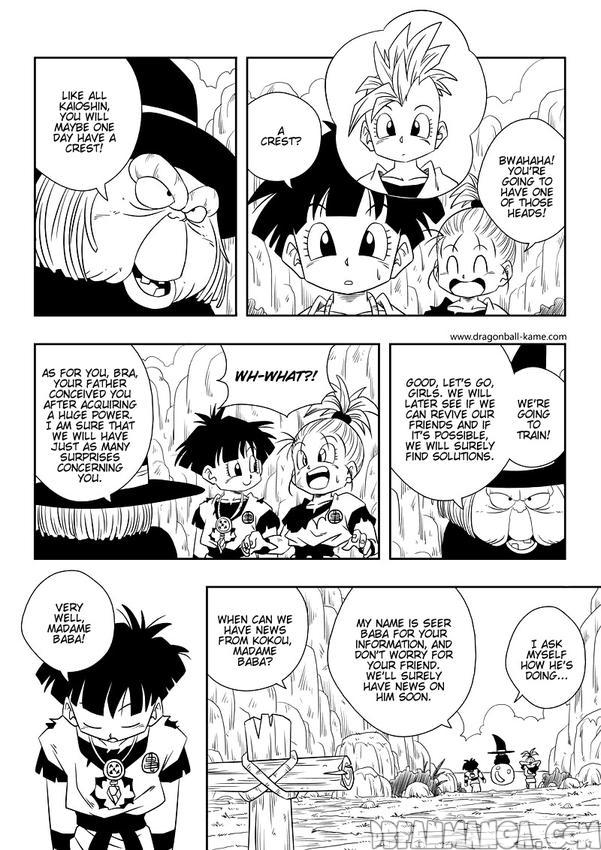 LIKE ALL
KAIOSHIN,
YOU WILL
MAYBE ONE
DAY HAVE A
CREST!
A
CREST?
BWAHAHA!
YOU'RE
GOING TO
HAVE ONE
OF THOSE
HEADS!
www.dragonball-kame.com
AS FOR YOU, BRA,
YOUR FATHER
CONCEIVED YOU
AFTER ACQUIRING
A HUGE POWER.
I AM SURE THAT
WE WILL HAVE
JUST AS MANY
SURPRISES
CONCERNING
YOU.
WH-WHAT?!
GOOD, LET'S GO,
GIRLS. WE WILL
LATER SEE IF WE
CAN REVIVE OUR
FRIENDS AND IF
IT'S POSSIBLE,
WE WILL SURELY
FIND SOLUTIONS.
WE'RE
GOING TO
TRAIN!
VERY
WELL,
MADAME
BABA!
WHEN CAN WE
HAVE NEWS
FROM KOKOU,
MADAME
BABA?
MY NAME IS SEER
BABA FOR YOUR
INFORMATION, AND
DON'T WORRY FOR
YOUR FRIEND.
WE'LL SURELY
HAVE NEWS ON
HIM SOON.
I ASK
MYSELF
HOW HE'S
DOING...
DBFANMANGA.COM